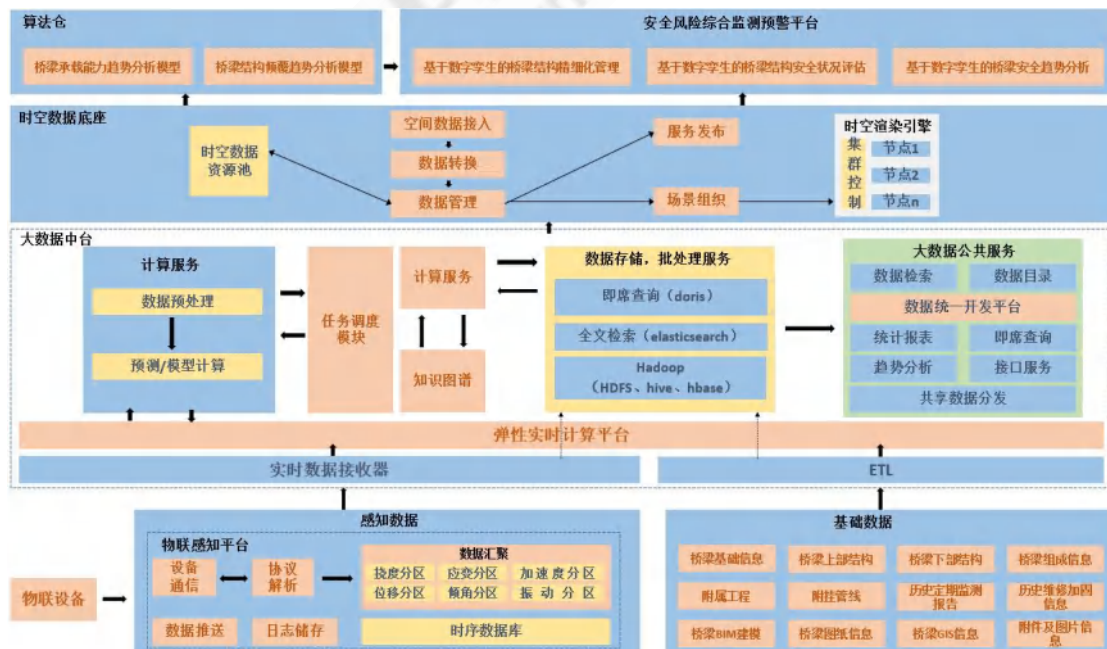 算法仓
安全风险综合监测预警平台
桥梁承载能力趋势分析模型
桥梁结构倾覆趋势分析模型
基于数字孪生的桥梁结构精细化管理
基于数字孪生的桥梁结构安全状况评估
基于数字孪生的桥梁安全趋势分析
时空数据底座
时空数据
资源池
空间数据接入
数据转换
数据管理
服务发布
场景组织
时空渲染引擎
集群控制
节点1
节点2
节点n
大数据中台
计算服务
数据预处理
预测/模型计算
任务调度
模块
计算服务
知识图谱
数据存储，批处理服务
即席查询（doris）
全文检索（elasticsearch）
Hadoop
（HDFS、hive、hbase）
大数据公共服务
数据检索
数据目录
数据统一开发平台
统计报表
即席查询
趋势分析
接口服务
共享数据分发
弹性实时计算平台
实时数据接收器
ETL
感知数据
物联感知平台
物联设备
设备
通信
协议
解析
数据汇聚
挠度分区
应变分区
加速度分区
位移分区
倾角分区
振动分区
数据推送
日志储存
时序数据库
基础数据
桥梁基础信息
桥梁上部结构
桥梁下部结构
桥梁组成信息
附属工程
附挂管线
历史定期监测
报告
历史维修加固
信息
桥梁BIM建模
桥梁图纸信息
桥梁GIS信息
附件及图片信
息